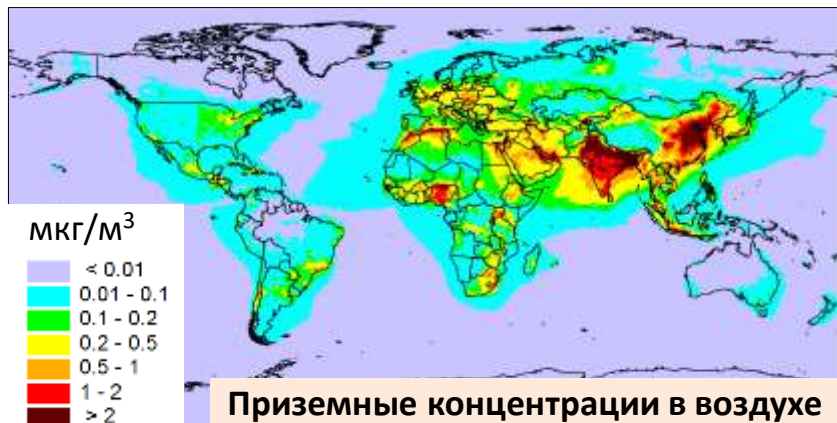 мкг/м³
< 0.01
0.01 - 0.1
0.1 - 0.2
0.2 - 0.5
0.5 - 1
1 - 2
> 2
Приземные концентрации в воздухе